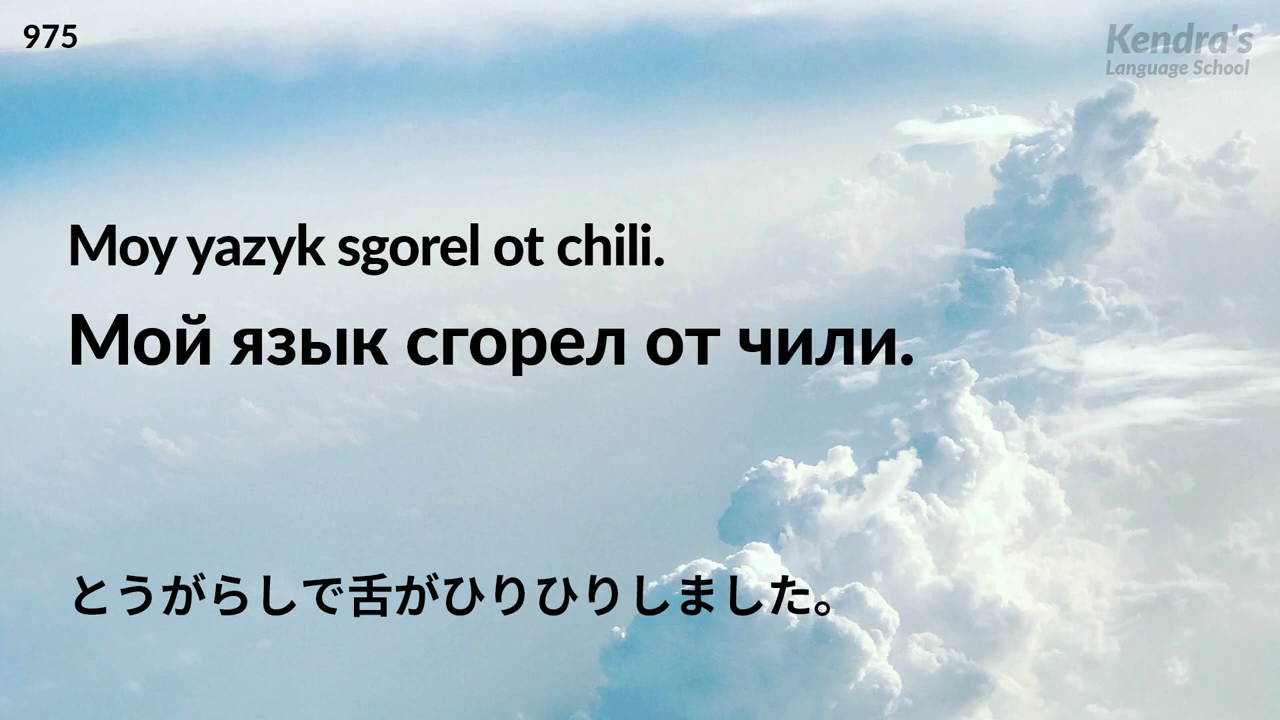 975
Kendra's
Language School
Moy yazyk sgorel ot chili.
Мой язык сгорел от чили.
とうがらしで舌がひりひりしました。